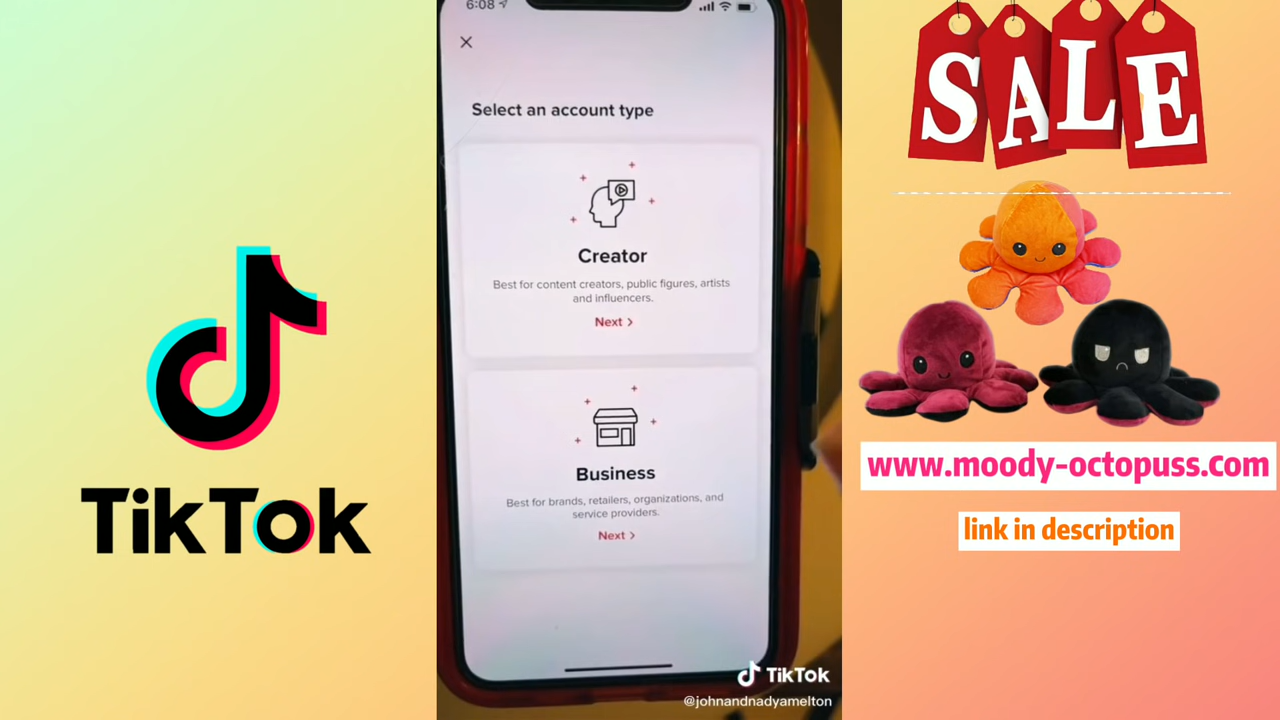 TikTok
6:08
Select an account type
Creator
Best for content creators, public figures, artists
and influencers.
Next >
Business
Best for brands, retailers, organizations, and
service providers.
Next >
TikTok
@johnandnadyamelton
SALE
www.moody-octopuss.com
link in description